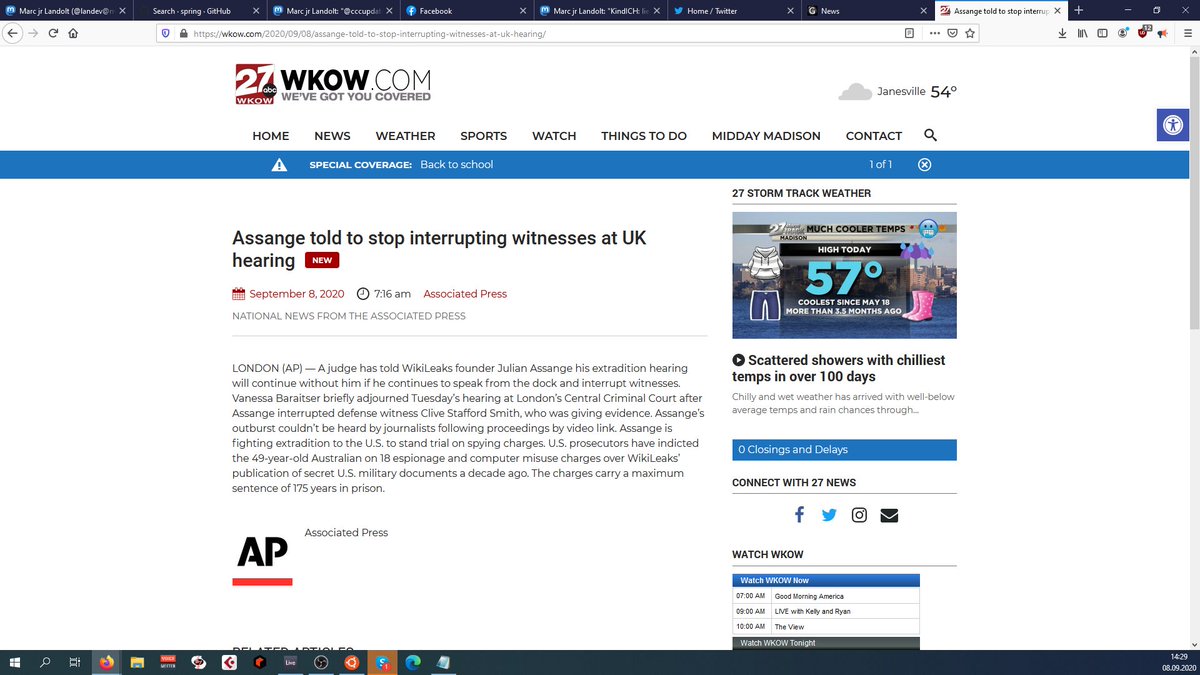 Marc jr Landolt (@landev@n
Search · spring · GitHub
Marc jr Landolt: "@cccupdat
Facebook
Marc jr Landolt: "KindICH: lie
Home / Twitter
News
Assange told to stop interrup
https://wkow.com/2020/09/08/assange-told-to-stop-interrupting-witnesses-at-uk-hearing/
27
abc
WKOW
WKOW.COM
WE'VE GOT YOU COVERED
Janesville 54°
HOME NEWS WEATHER SPORTS WATCH THINGS TO DO MIDDAY MADISON CONTACT
SPECIAL COVERAGE: Back to school 1 of 1
Assange told to stop interrupting witnesses at UK
hearing NEW
September 8, 2020 7:16 am Associated Press
NATIONAL NEWS FROM THE ASSOCIATED PRESS
LONDON (AP) — A judge has told WikiLeaks founder Julian Assange his extradition hearing
will continue without him if he continues to speak from the dock and interrupt witnesses.
Vanessa Baraitser briefly adjourned Tuesday's hearing at London's Central Criminal Court after
Assange interrupted defense witness Clive Stafford Smith, who was giving evidence. Assange's
outburst couldn't be heard by journalists following proceedings by video link. Assange is
fighting extradition to the U.S. to stand trial on spying charges. U.S. prosecutors have indicted
the 49-year-old Australian on 18 espionage and computer misuse charges over WikiLeaks'
publication of secret U.S. military documents a decade ago. The charges carry a maximum
sentence of 175 years in prison.
AP
Associated Press
RELATED ARTICLES
27 STORM TRACK WEATHER
27
MADISON
MUCH COOLER TEMPS
HIGH TODAY
57°
COOLEST SINCE MAY 18
MORE THAN 3.5 MONTHS AGO
Scattered showers with chilliest
temps in over 100 days
Chilly and wet weather has arrived with well-below
average temps and rain chances through...
0 Closings and Delays
CONNECT WITH 27 NEWS
WATCH WKOW
Watch WKOW Now
07:00 AM Good Morning America
09:00 AM LIVE with Kelly and Ryan
10:00 AM The View
Watch WKOW Tonight
Live
14:29
08.09.2020